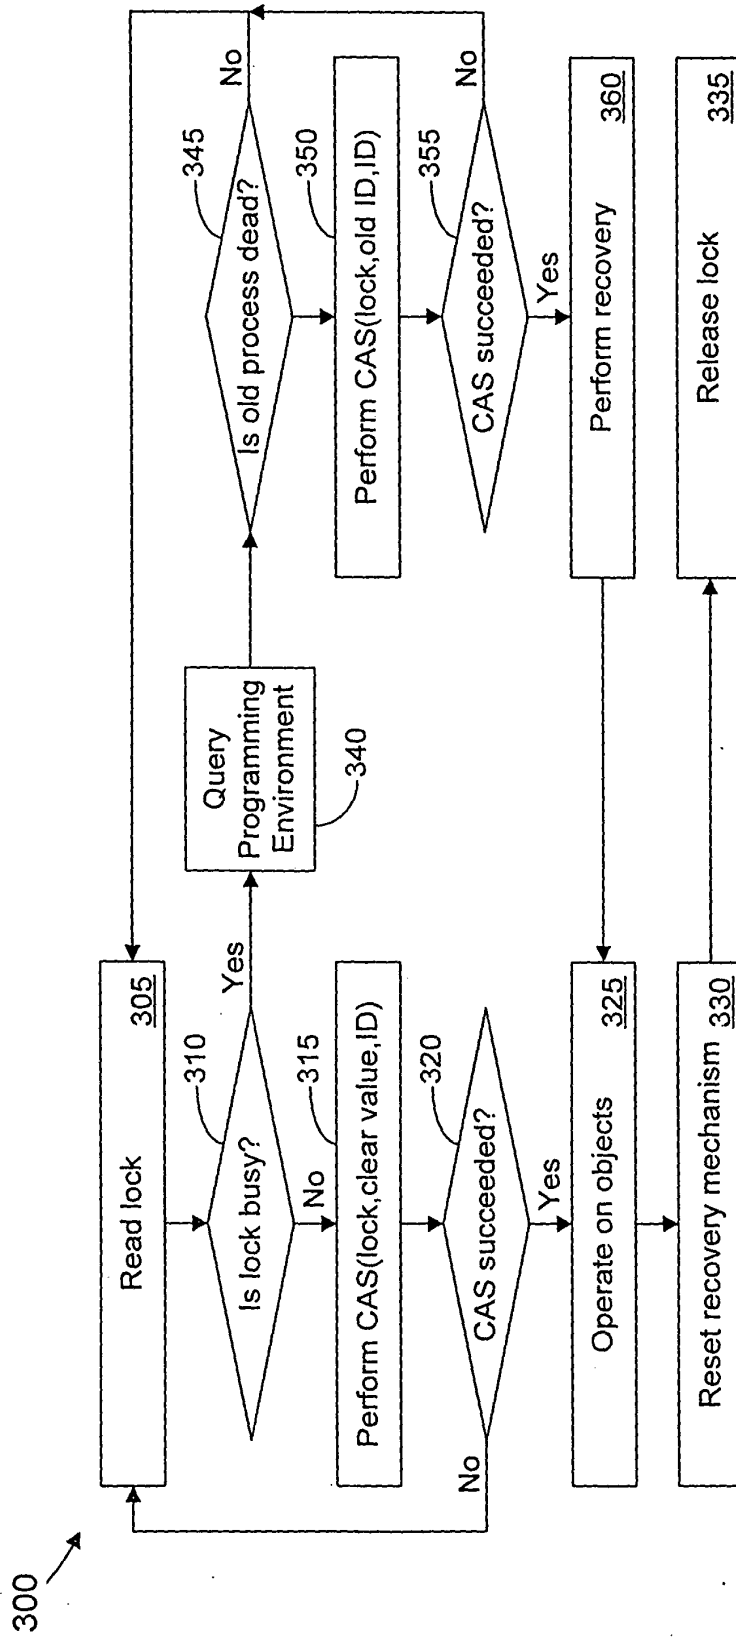 300
Read lock
305
Is lock busy?
310
Yes
No
Perform CAS(lock,clear value,ID)
315
CAS succeeded?
320
No
Yes
Operate on objects
325
Reset recovery mechanism
330
Query
Programming
Environment
340
Is old process dead?
345
No
Perform CAS(lock,old ID,ID)
350
CAS succeeded?
355
No
Yes
Perform recovery
360
Release lock
335